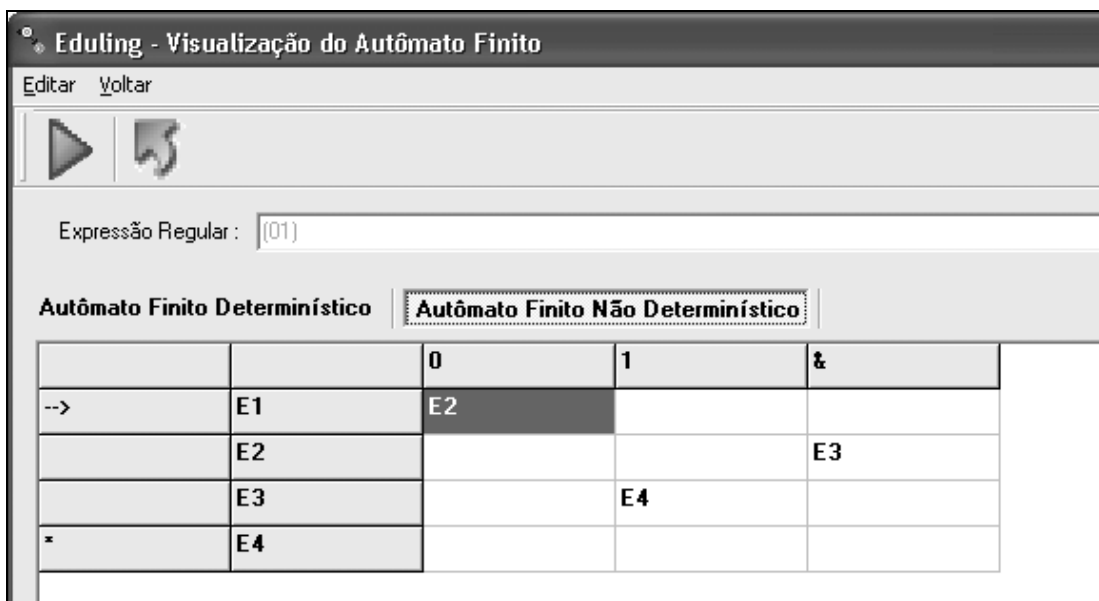 Eduling - Visualização do Autômato Finito
Editar Voltar
Expressão Regular : (01)
Autômato Finito Determinístico Autômato Finito Não Determinístico
0 1 &
--> E1 E2
E2 E3
E3 E4
* E4